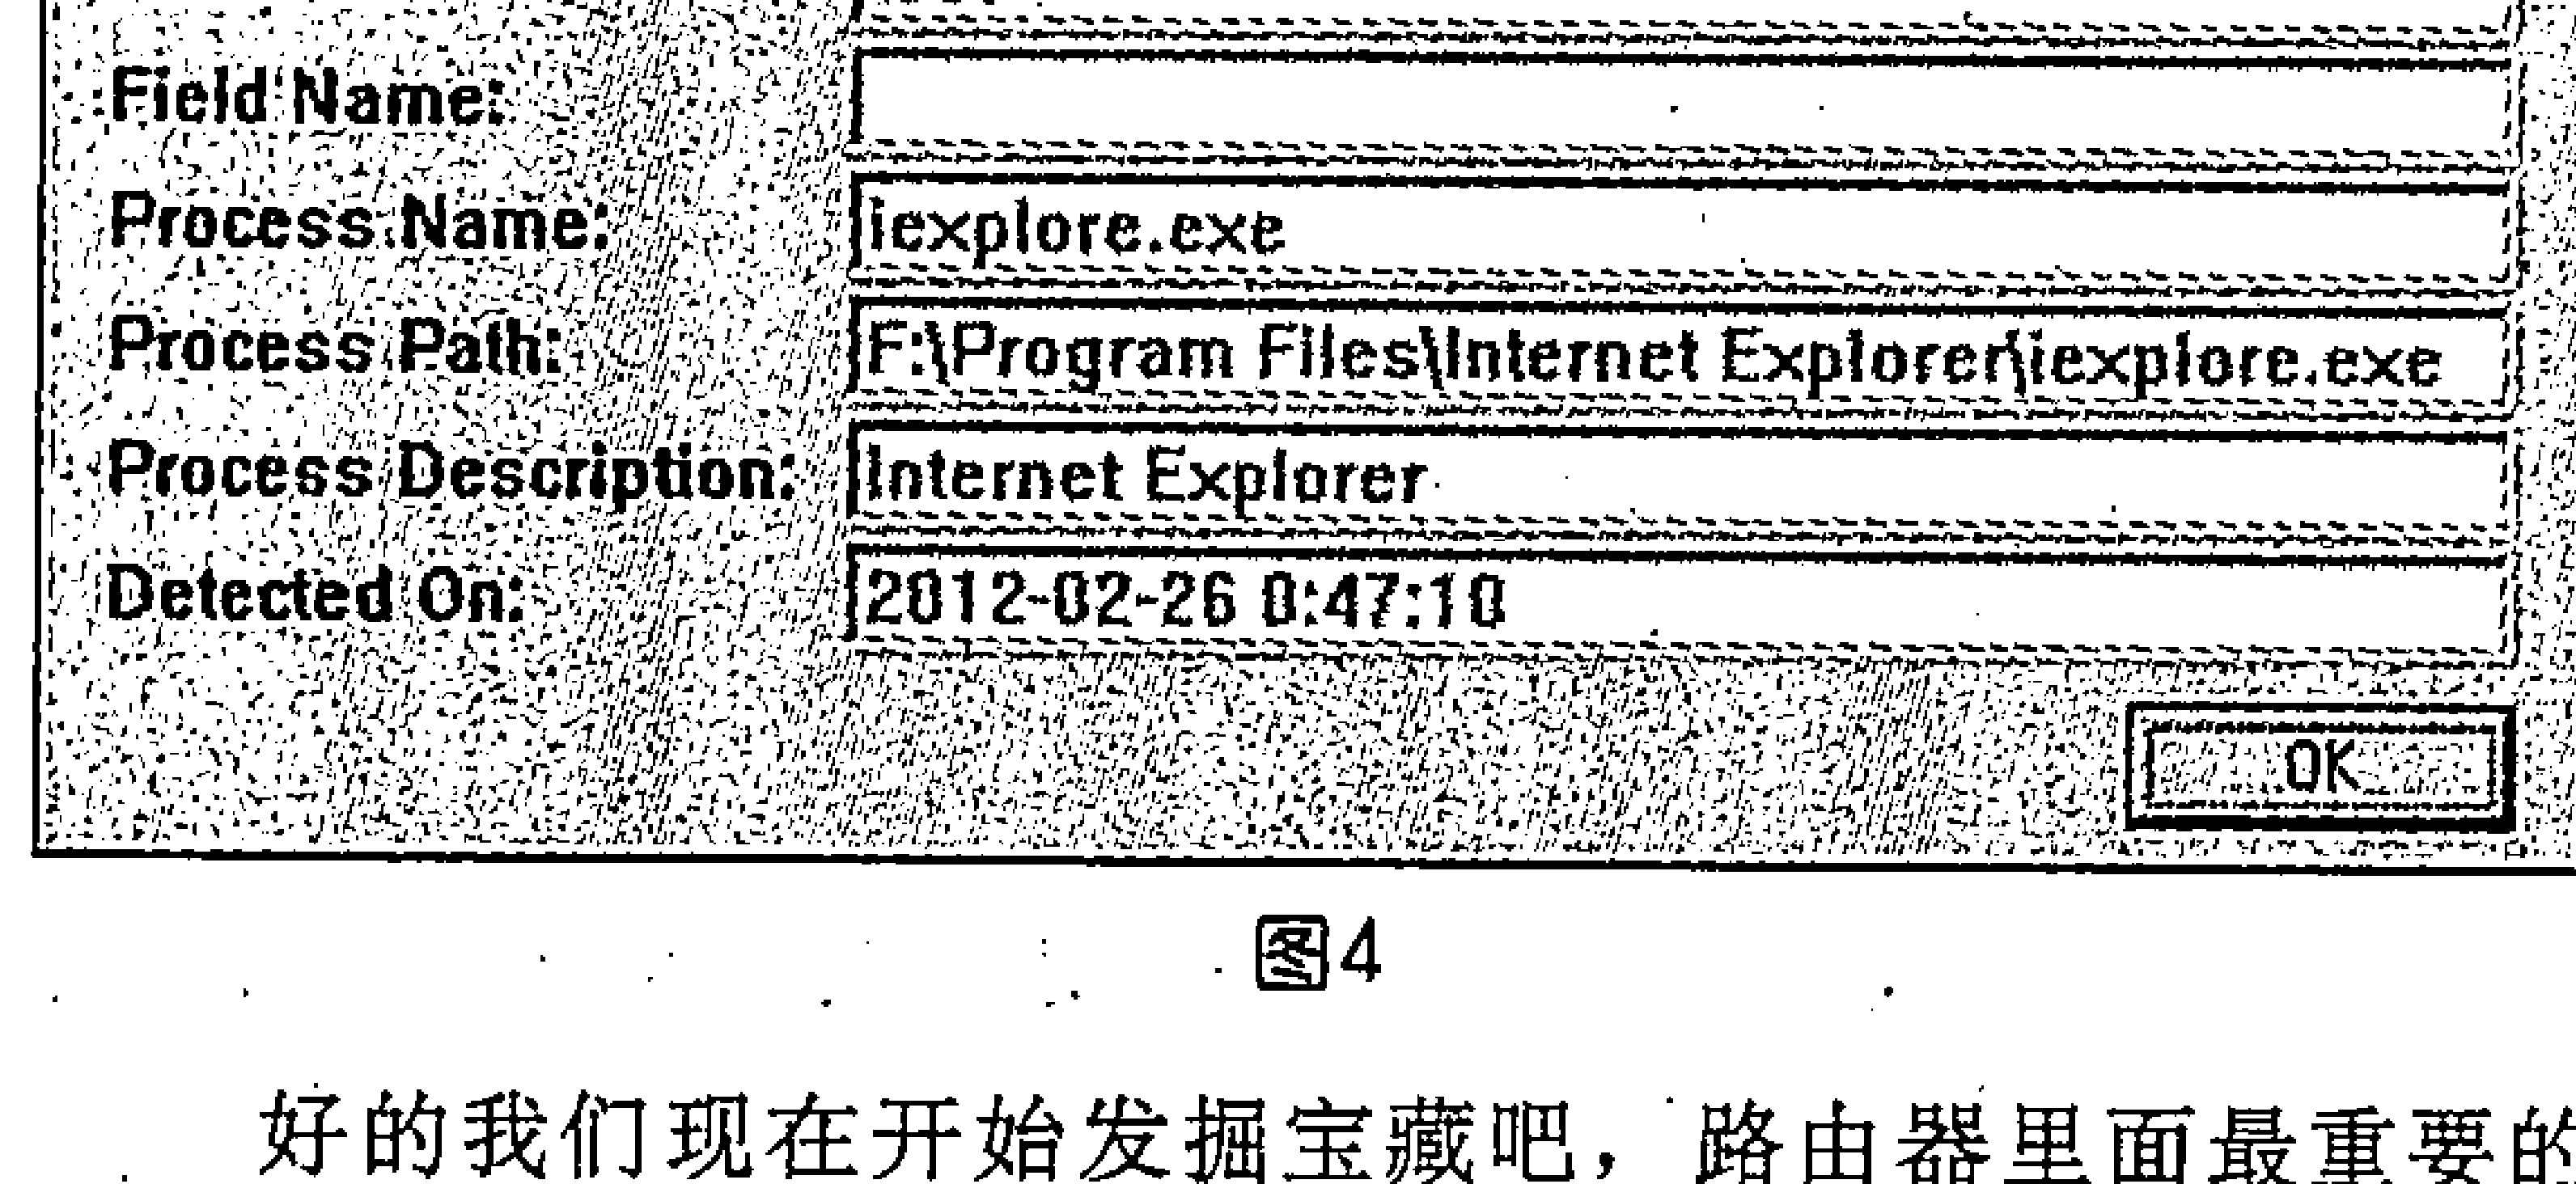 Field Name:
Process Name: iexplore.exe
Process Path: F:\Program Files\Internet Explorer\iexplore.exe
Process Description: Internet Explorer
Detected On: 2012-02-26 0:47:10
OK
图4
好的我们现在开始发掘宝藏吧，路由器里面最重要的